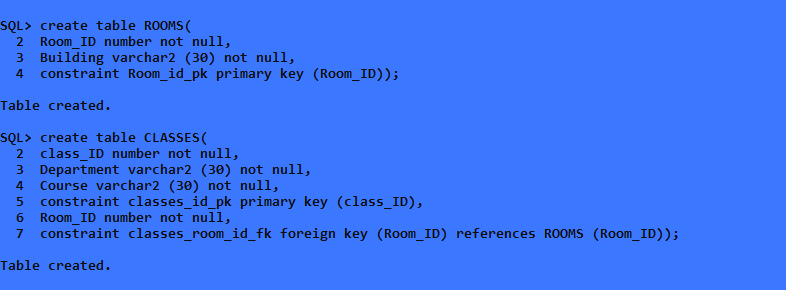 SQL> create table ROOMS(
  2  Room_ID number not null,
  3  Building varchar2 (30) not null,
  4  constraint Room_id_pk primary key (Room_ID));
Table created.
SQL> create table CLASSES(
  2  class_ID number not null,
  3  Department varchar2 (30) not null,
  4  Course varchar2 (30) not null,
  5  constraint classes_id_pk primary key (class_ID),
  6  Room_ID number not null,
  7  constraint classes_room_id_fk foreign key (Room_ID) references ROOMS (Room_ID));
Table created.